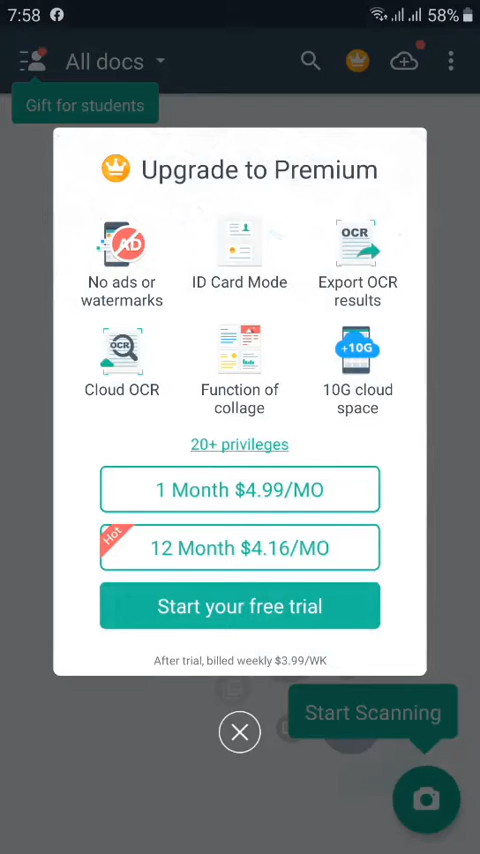 7:58
58%
All docs
Gift for students
Upgrade to Premium
AD
OCR
No ads or
watermarks
ID Card Mode
Export OCR
results
OCR
+10G
Cloud OCR
Function of
collage
10G cloud
space
20+ privileges
1 Month $4.99/MO
Hot
12 Month $4.16/MO
Start your free trial
After trial, billed weekly $3.99/WK
Start Scanning